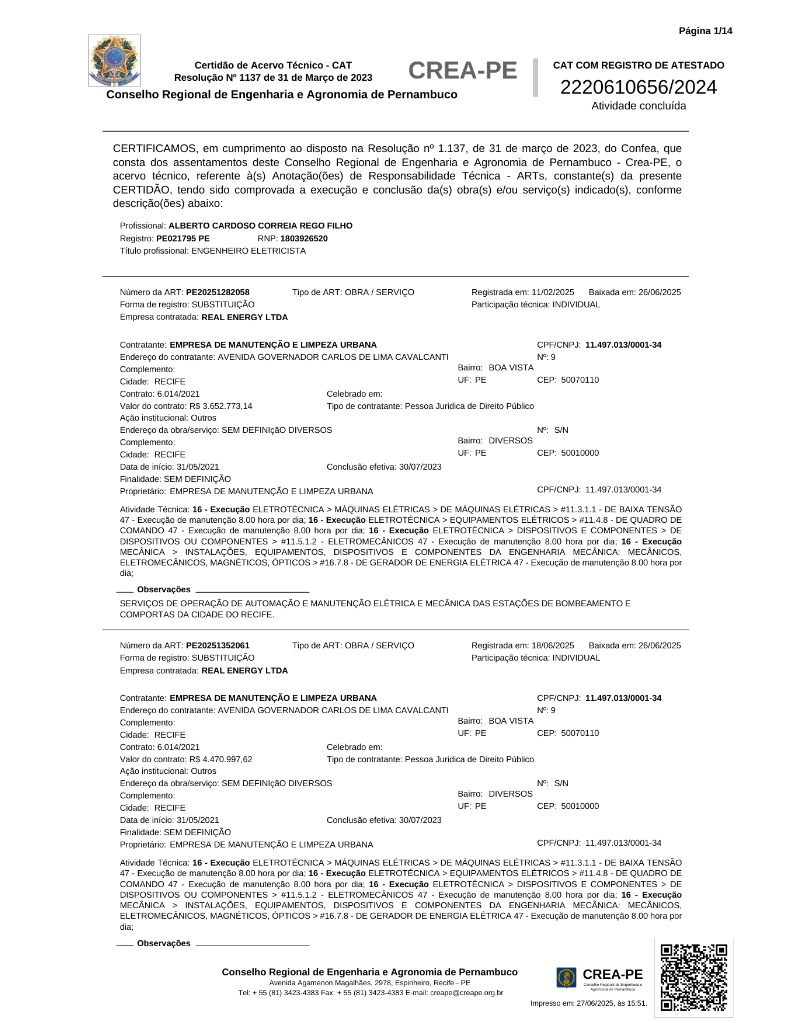 Página 1/14
Certidão de Acervo Técnico - CAT
Resolução Nº 1137 de 31 de Março de 2023
Conselho Regional de Engenharia e Agronomia de Pernambuco
CREA-PE
CAT COM REGISTRO DE ATESTADO
2220610656/2024
Atividade concluída
CERTIFICAMOS, em cumprimento ao disposto na Resolução nº 1.137, de 31 de março de 2023, do Confea, que
consta dos assentamentos deste Conselho Regional de Engenharia e Agronomia de Pernambuco - Crea-PE, o
acervo técnico, referente à(s) Anotação(ões) de Responsabilidade Técnica - ARTs, constante(s) da presente
CERTIDÃO, tendo sido comprovada a execução e conclusão da(s) obra(s) e/ou serviço(s) indicado(s), conforme
descrição(ões) abaixo:
Profissional: ALBERTO CARDOSO CORREIA REGO FILHO
Registro: PE021795 PE RNP: 1803926520
Título profissional: ENGENHEIRO ELETRICISTA
Número da ART: PE20251282058 Tipo de ART: OBRA / SERVIÇO Registrada em: 11/02/2025 Baixada em: 26/06/2025
Forma de registro: SUBSTITUIÇÃO Participação técnica: INDIVIDUAL
Empresa contratada: REAL ENERGY LTDA
Contratante: EMPRESA DE MANUTENÇÃO E LIMPEZA URBANA CPF/CNPJ: 11.497.013/0001-34
Endereço do contratante: AVENIDA GOVERNADOR CARLOS DE LIMA CAVALCANTI Nº: 9
Complemento: Bairro: BOA VISTA
Cidade: RECIFE UF: PE CEP: 50070110
Contrato: 6.014/2021 Celebrado em:
Valor do contrato: R$ 3.652.773,14 Tipo de contratante: Pessoa Juridica de Direito Público
Ação institucional: Outros
Endereço da obra/serviço: SEM DEFINIçãO DIVERSOS Nº: S/N
Complemento: Bairro: DIVERSOS
Cidade: RECIFE UF: PE CEP: 50010000
Data de início: 31/05/2021 Conclusão efetiva: 30/07/2023
Finalidade: SEM DEFINIÇÃO
Proprietário: EMPRESA DE MANUTENÇÃO E LIMPEZA URBANA CPF/CNPJ: 11.497.013/0001-34
Atividade Técnica: 16 - Execução ELETROTÉCNICA > MÁQUINAS ELÉTRICAS > DE MÁQUINAS ELÉTRICAS > #11.3.1.1 - DE BAIXA TENSÃO
47 - Execução de manutenção 8.00 hora por dia; 16 - Execução ELETROTÉCNICA > EQUIPAMENTOS ELÉTRICOS > #11.4.8 - DE QUADRO DE
COMANDO 47 - Execução de manutenção 8.00 hora por dia; 16 - Execução ELETROTÉCNICA > DISPOSITIVOS E COMPONENTES > DE
DISPOSITIVOS OU COMPONENTES > #11.5.1.2 - ELETROMECÂNICOS 47 - Execução de manutenção 8.00 hora por dia; 16 - Execução
MECÂNICA > INSTALAÇÕES, EQUIPAMENTOS, DISPOSITIVOS E COMPONENTES DA ENGENHARIA MECÂNICA: MECÂNICOS,
ELETROMECÂNICOS, MAGNÉTICOS, ÓPTICOS > #16.7.8 - DE GERADOR DE ENERGIA ELÉTRICA 47 - Execução de manutenção 8.00 hora por
dia;
Observações
SERVIÇOS DE OPERAÇÃO DE AUTOMAÇÃO E MANUTENÇÃO ELÉTRICA E MECÂNICA DAS ESTAÇÕES DE BOMBEAMENTO E
COMPORTAS DA CIDADE DO RECIFE.
Número da ART: PE20251352061 Tipo de ART: OBRA / SERVIÇO Registrada em: 18/06/2025 Baixada em: 26/06/2025
Forma de registro: SUBSTITUIÇÃO Participação técnica: INDIVIDUAL
Empresa contratada: REAL ENERGY LTDA
Contratante: EMPRESA DE MANUTENÇÃO E LIMPEZA URBANA CPF/CNPJ: 11.497.013/0001-34
Endereço do contratante: AVENIDA GOVERNADOR CARLOS DE LIMA CAVALCANTI Nº: 9
Complemento: Bairro: BOA VISTA
Cidade: RECIFE UF: PE CEP: 50070110
Contrato: 6.014/2021 Celebrado em:
Valor do contrato: R$ 4.470.997,62 Tipo de contratante: Pessoa Juridica de Direito Público
Ação institucional: Outros
Endereço da obra/serviço: SEM DEFINIçãO DIVERSOS Nº: S/N
Complemento: Bairro: DIVERSOS
Cidade: RECIFE UF: PE CEP: 50010000
Data de início: 31/05/2021 Conclusão efetiva: 30/07/2023
Finalidade: SEM DEFINIÇÃO
Proprietário: EMPRESA DE MANUTENÇÃO E LIMPEZA URBANA CPF/CNPJ: 11.497.013/0001-34
Atividade Técnica: 16 - Execução ELETROTÉCNICA > MÁQUINAS ELÉTRICAS > DE MÁQUINAS ELÉTRICAS > #11.3.1.1 - DE BAIXA TENSÃO
47 - Execução de manutenção 8.00 hora por dia; 16 - Execução ELETROTÉCNICA > EQUIPAMENTOS ELÉTRICOS > #11.4.8 - DE QUADRO DE
COMANDO 47 - Execução de manutenção 8.00 hora por dia; 16 - Execução ELETROTÉCNICA > DISPOSITIVOS E COMPONENTES > DE
DISPOSITIVOS OU COMPONENTES > #11.5.1.2 - ELETROMECÂNICOS 47 - Execução de manutenção 8.00 hora por dia; 16 - Execução
MECÂNICA > INSTALAÇÕES, EQUIPAMENTOS, DISPOSITIVOS E COMPONENTES DA ENGENHARIA MECÂNICA: MECÂNICOS,
ELETROMECÂNICOS, MAGNÉTICOS, ÓPTICOS > #16.7.8 - DE GERADOR DE ENERGIA ELÉTRICA 47 - Execução de manutenção 8.00 hora por
dia;
Observações
Conselho Regional de Engenharia e Agronomia de Pernambuco
Avenida Agamenon Magalhães, 2978, Espinheiro, Recife - PE
Tel: + 55 (81) 3423-4383 Fax: + 55 (81) 3423-4383 E-mail: creape@creape.org.br
CREA-PE
Conselho Regional de Engenharia e
Agronomia de Pernambuco
Impresso em: 27/06/2025, às 15:51.